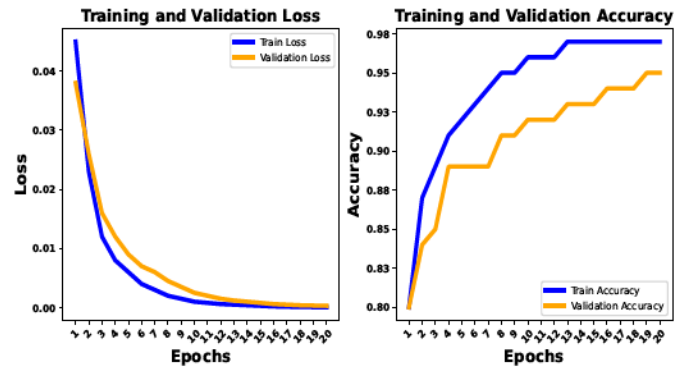 Training and Validation Loss
Train Loss
Validation Loss
0.04
0.03
0.02
0.01
0.00
Loss
1 2 3 4 5 6 7 8 9 10 11 12 13 14 15 16 17 18 19 20
Epochs
Training and Validation Accuracy
0.98
0.95
0.93
0.90
0.88
0.85
0.83
0.80
Accuracy
Train Accuracy
Validation Accuracy
1 2 3 4 5 6 7 8 9 10 11 12 13 14 15 16 17 18 19 20
Epochs